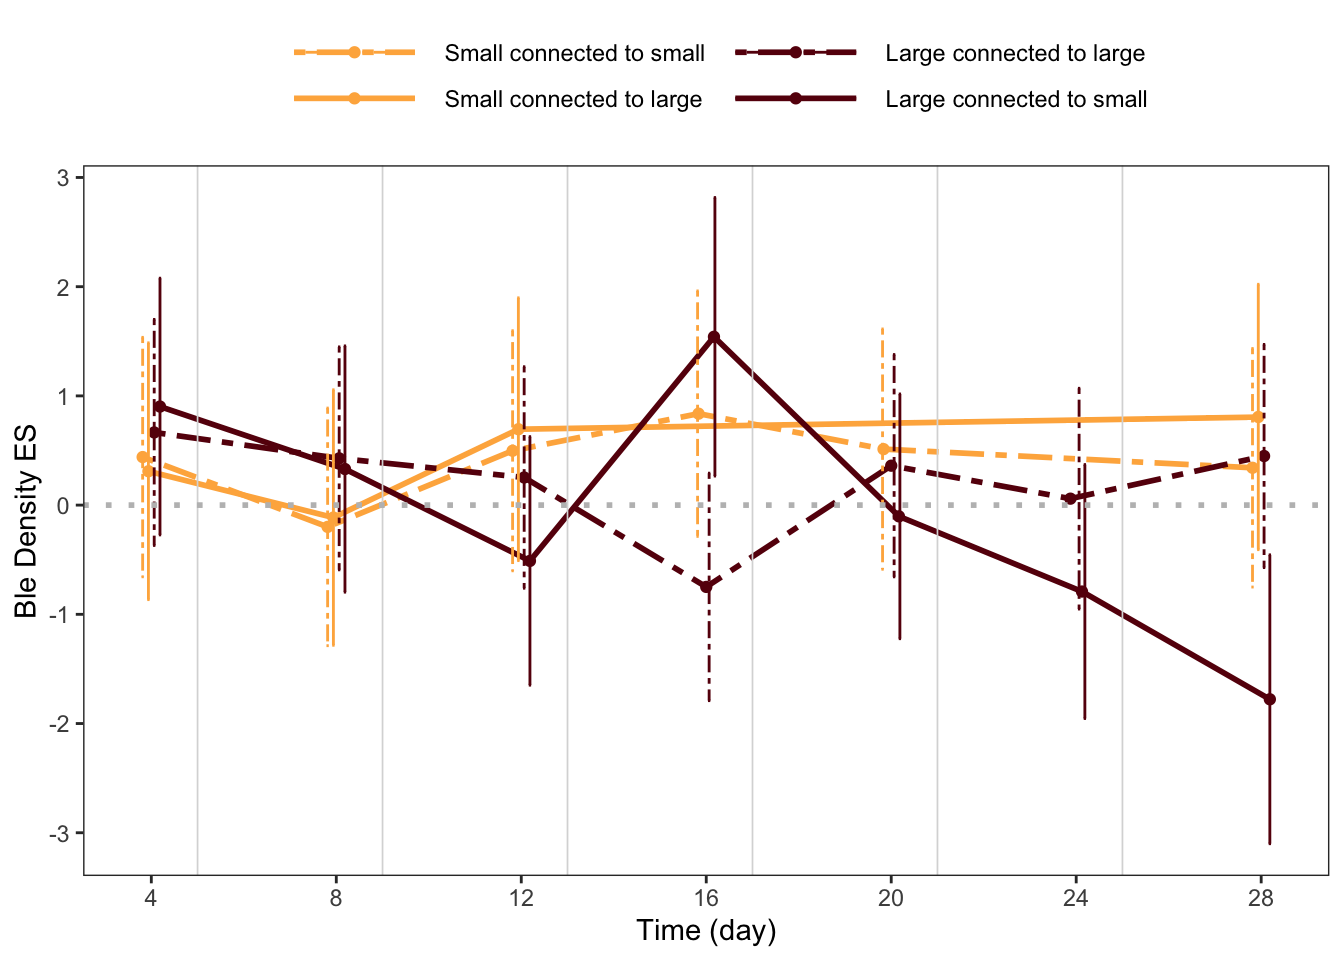 Small connected to small
Large connected to large
Small connected to large
Large connected to small
3
2
1
0
-1
-2
-3
Ble Density ES
4 8 12 16 20 24 28
Time (day)